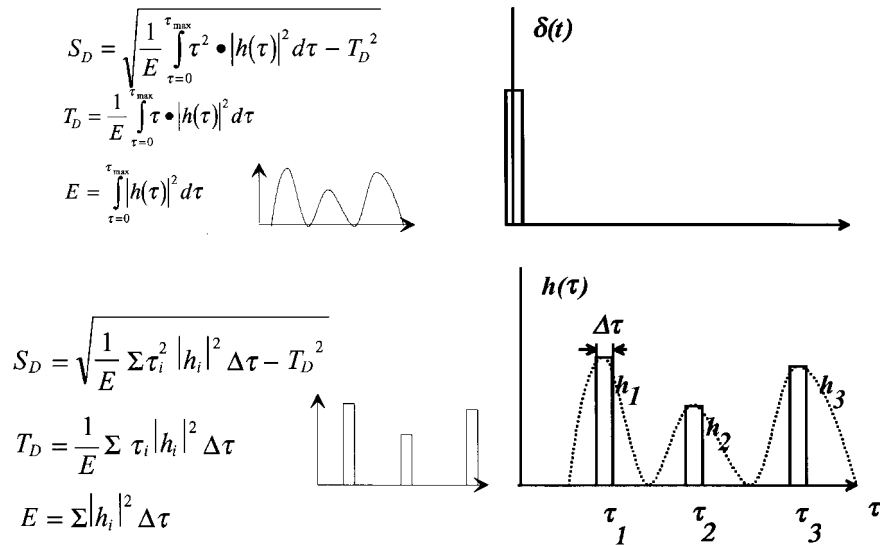 S_D = √(1/E ∫_{τ=0}^{τ_max} τ² • |h(τ)|² dτ − T_D²)
T_D = 1/E ∫_{τ=0}^{τ_max} τ • |h(τ)|² dτ
E = ∫_{τ=0}^{τ_max} |h(τ)|² dτ
δ(t)
S_D = √(1/E Σ τ_i² |h_i|² Δτ − T_D²)
T_D = 1/E Σ τ_i |h_i|² Δτ
E = Σ|h_i|² Δτ
h(τ)
Δτ
h_1 h_2 h_3
τ_1 τ_2 τ_3 τ